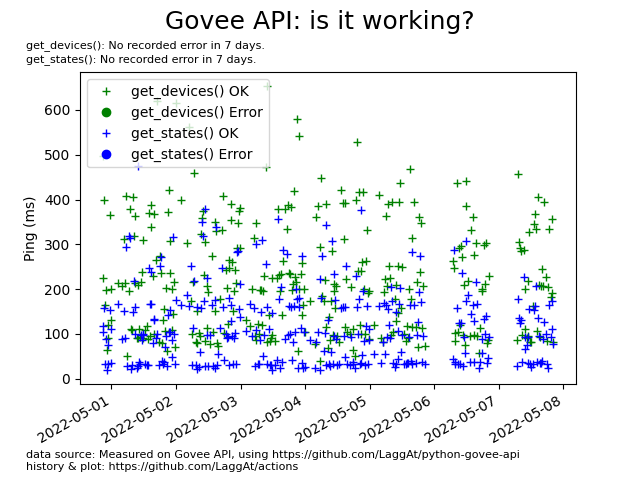 Govee API: is it working?
get_devices(): No recorded error in 7 days.
get_states(): No recorded error in 7 days.
get_devices() OK
get_devices() Error
get_states() OK
get_states() Error
Ping (ms)
600
500
400
300
200
100
0
2022-05-01
2022-05-02
2022-05-03
2022-05-04
2022-05-05
2022-05-06
2022-05-07
2022-05-08
data source: Measured on Govee API, using https://github.com/LaggAt/python-govee-api
history & plot: https://github.com/LaggAt/actions